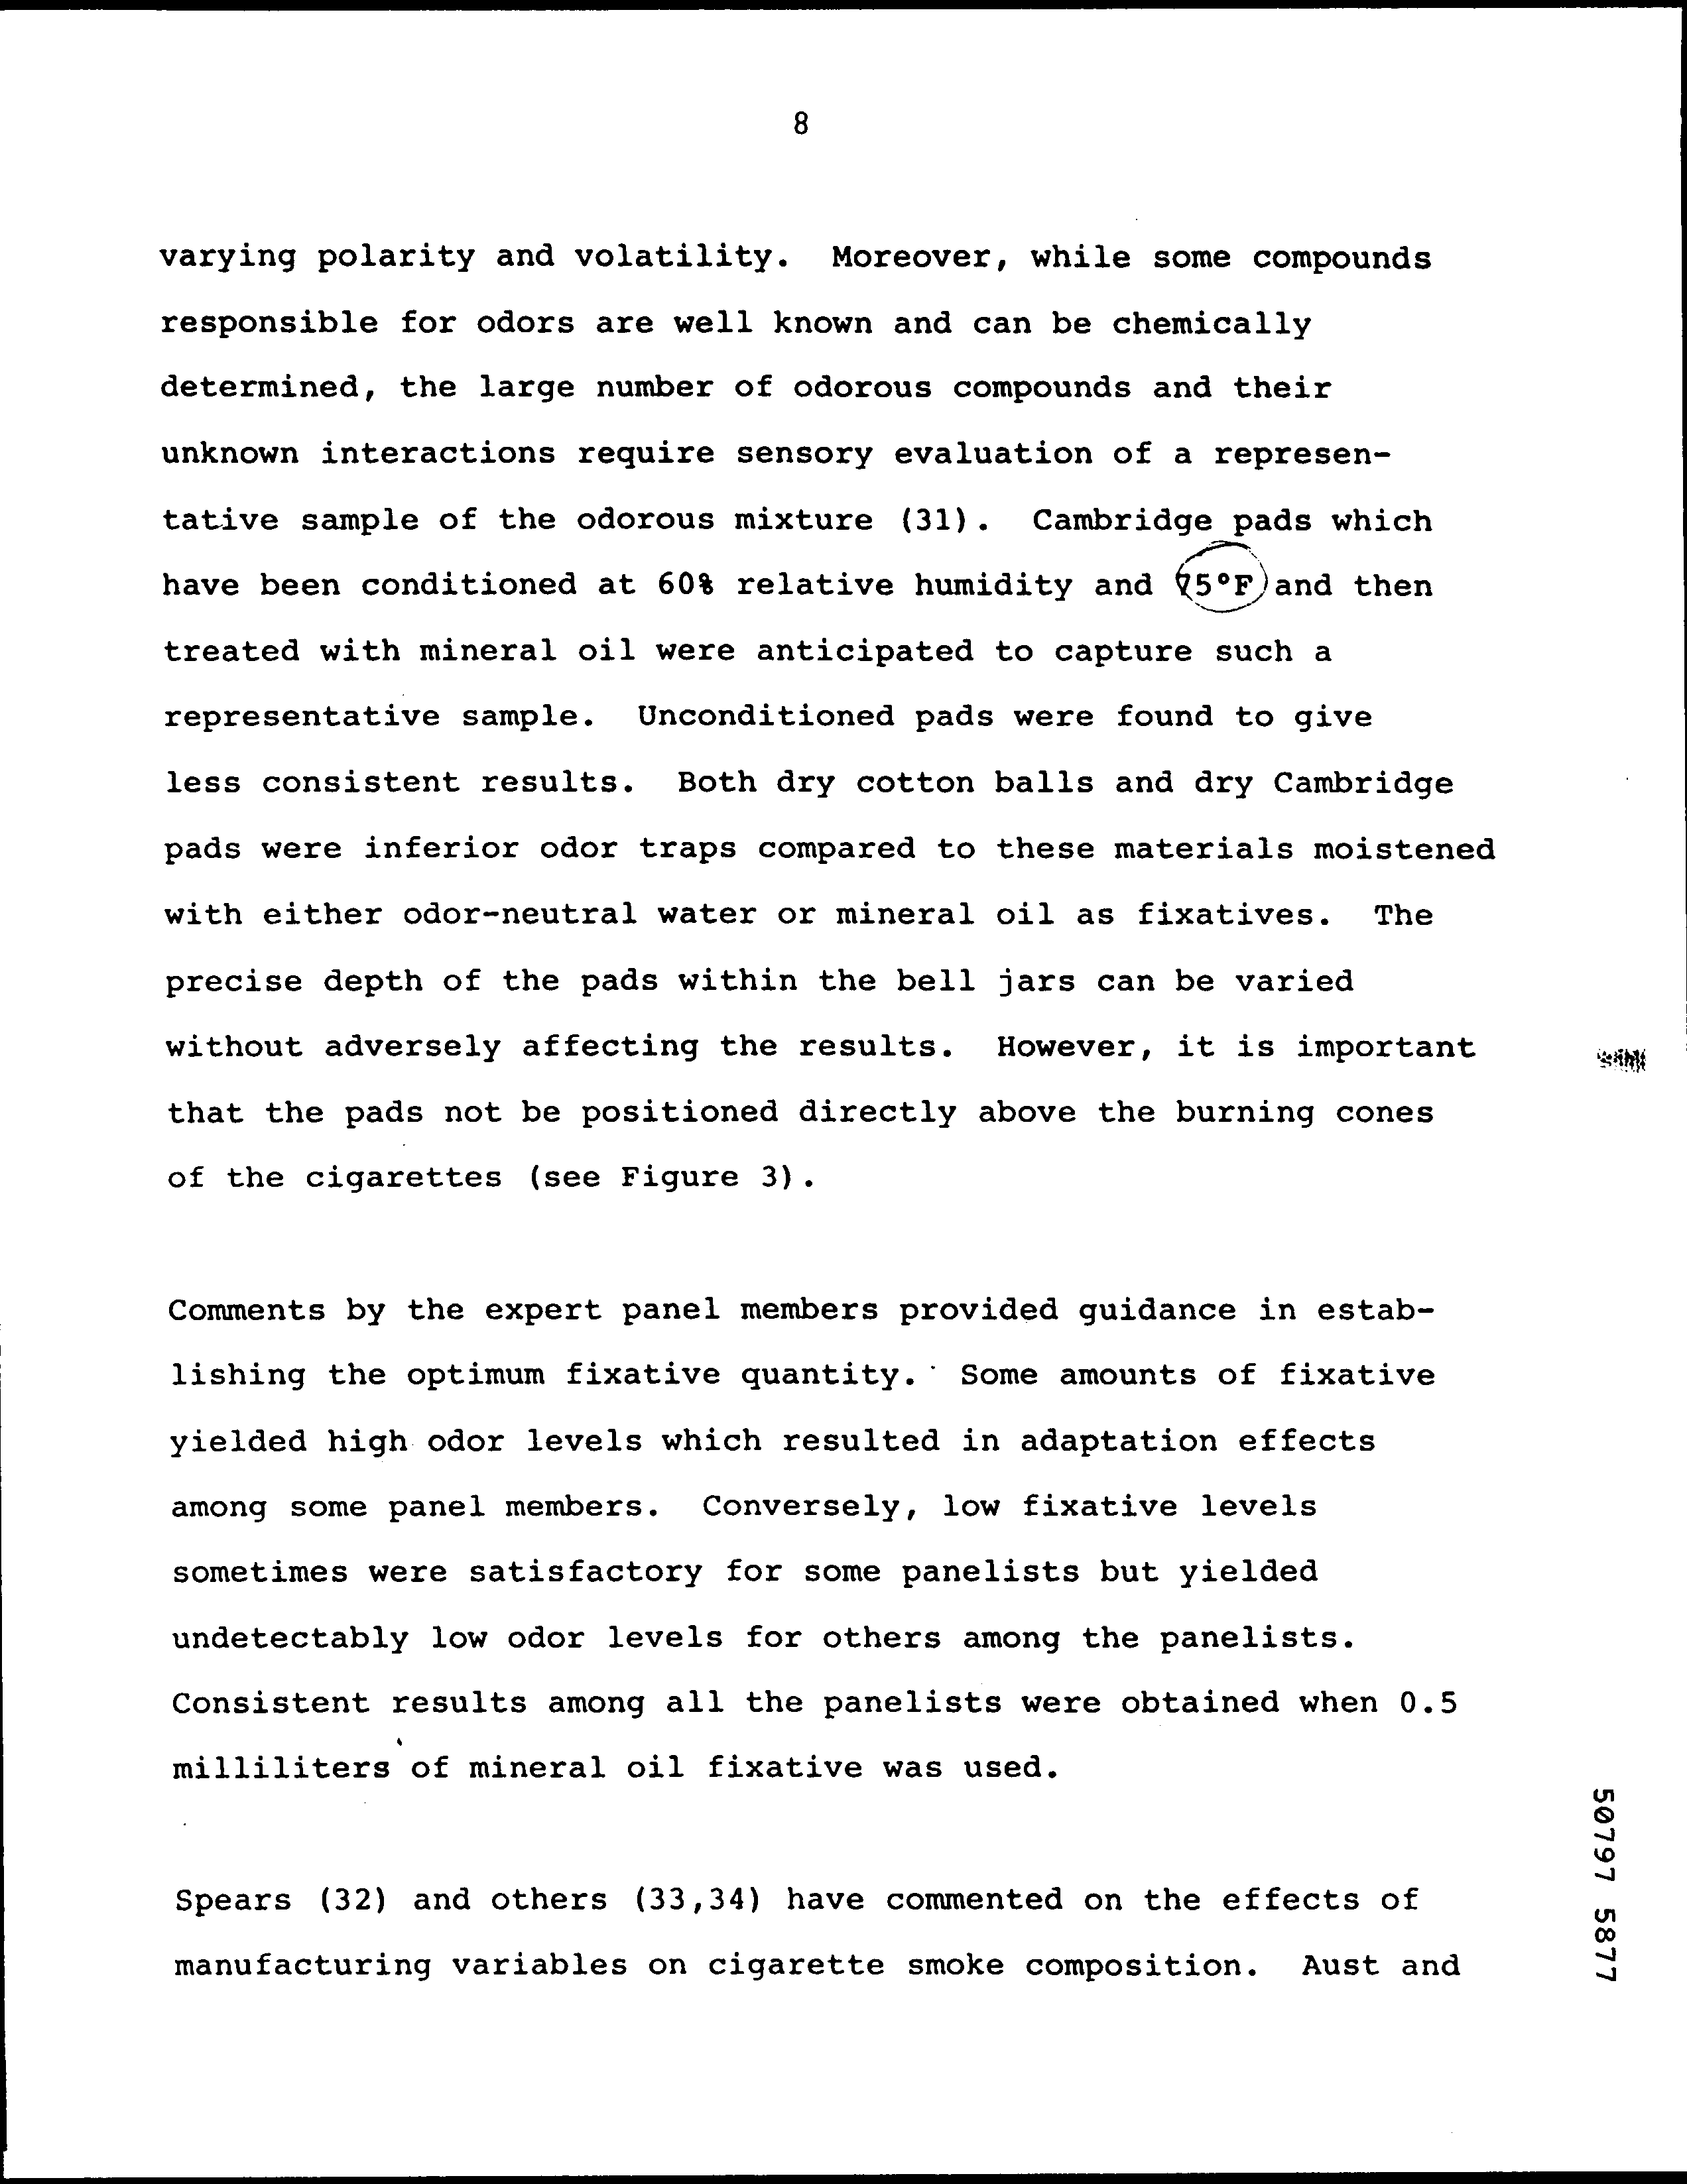 8
varying polarity and volatility. Moreover, while some compounds
responsible for odors are well known and can be chemically
determined, the large number of odorous compounds and their
unknown interactions require sensory evaluation of a represen-
tative sample of the odorous mixture (31). Cambridge pads which
have been conditioned at 60% relative humidity and 75°F and then
treated with mineral oil were anticipated to capture such a
representative sample. Unconditioned pads were found to give
less consistent results. Both dry cotton balls and dry Cambridge
pads were inferior odor traps compared to these materials moistened
with either odor-neutral water or mineral oil as fixatives. The
precise depth of the pads within the bell jars can be varied
without adversely affecting the results. However, it is important
that the pads not be positioned directly above the burning cones
of the cigarettes (see Figure 3).
Comments by the expert panel members provided guidance in estab-
lishing the optimum fixative quantity. Some amounts of fixative
yielded high odor levels which resulted in adaptation effects
among some panel members. Conversely, low fixative levels
sometimes were satisfactory for some panelists but yielded
undetectably low odor levels for others among the panelists.
Consistent results among all the panelists were obtained when 0.5
milliliters of mineral oil fixative was used.
Spears (32) and others (33,34) have commented on the effects of
manufacturing variables on cigarette smoke composition. Aust and
50797 5877